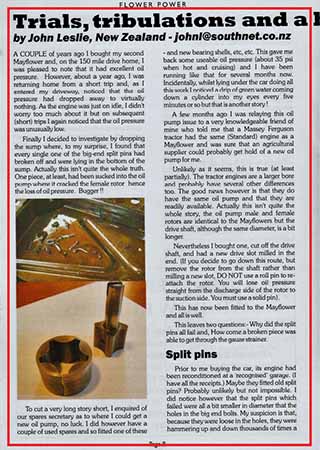 FLOWER POWER
Trials, tribulations and a
by John Leslie, New Zealand - johnl@southnet.co.nz
A COUPLE of years ago I bought my second
Mayflower and, on the 150 mile drive home, I
was pleased to note that it had excellent oil
pressure. However, about a year ago, I was
returning home from a short trip and, as I
entered my driveway, noticed that the oil
pressure had dropped away to virtually
nothing. As the engine was just on idle, I didn't
worry too much about it but on subsequent
(short) trips I again noticed that the oil pressure
was unusually low.
Finally I decided to investigate by dropping
the sump where, to my surprise, I found that
every single one of the big-end split pins had
broken off and were lying in the bottom of the
sump. Actually this isn't quite the whole truth.
One piece, at least, had been sucked into the oil
pump where it cracked the female rotor hence
the loss of oil pressure. Bugger !!
To cut a very long story short, I enquired of
our spares secretary as to where I could get a
new oil pump, no luck. I did however have a
couple of used spares and so fitted one of these
- and new bearing shells, etc, etc. This gave me
back some useable oil pressure (about 35 psi
when hot and cruising) and I have been
running like that for several months now.
Incidentally, whilst lying under the car doing all
this work I noticed a drip of green water coming
down a cylinder into my eyes every five
minutes or so but that is another story!
A few months ago I was relaying this oil
pump issue to a very knowledgeable friend of
mine who told me that a Massey Ferguson
tractor had the same (Standard) engine as a
Mayflower and was sure that an agricultural
supplier could probably get hold of a new oil
pump for me.
Unlikely as it seems, this is true (at least
partially). The tractor engines are a larger bore
and probably have several other differences
too. The good news however is that they do
have the same oil pump and that they are
readily available. Actually this isn't quite the
whole story, the oil pump male and female
rotors are identical to the Mayflowers but the
drive shaft, although the same diameter, is a bit
longer.
Nevertheless I bought one, cut off the drive
shaft, and had a new drive slot milled in the
end. (If you decide to go down this route, but
remove the rotor from the shaft rather than
milling a new slot, DO NOT use a roll pin to re-
attach the rotor. You will lose oil pressure
straight from the discharge side of the rotor to
the suction side. You must use a solid pin).
This has now been fitted to the Mayflower
and all is well.
This leaves two questions:- Why did the split
pins all fail and, How come a broken piece was
able to get through the gauze strainer.
Split pins
Prior to me buying the car, its engine had
been reconditioned at a 'recognised' garage. (I
have all the receipts.) Maybe they fitted old split
pins? Probably unlikely but not impossible. I
did notice however that the split pins which
failed were all a bit smaller in diameter that the
holes in the big end bolts. My suspicion is that,
because they were loose in the holes, they were
hammering up and down thousands of times a